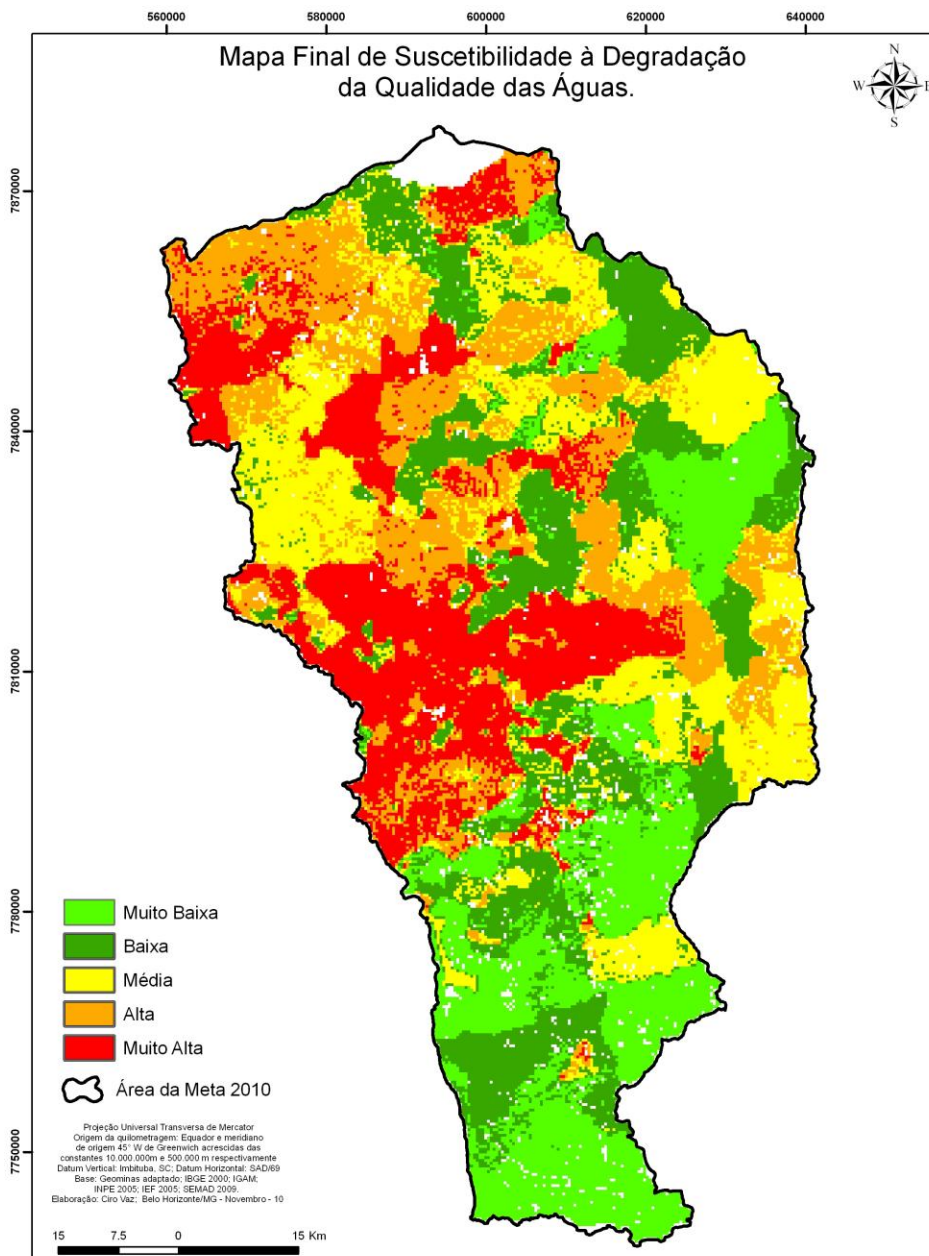 560000 580000 600000 620000 640000
Mapa Final de Suscetibilidade à Degradação
da Qualidade das Águas.
N
W E
S
7870000
7840000
7810000
7780000
7750000
Muito Baixa
Baixa
Média
Alta
Muito Alta
Área da Meta 2010
Projeção Universal Transversa de Mercator
Origem da quilometragem: Equador e meridiano
de origem 45° W de Greenwich acrescidas das
constantes 10.000.000m e 500.000 m respectivamente
Datum Vertical: Imbituba, SC; Datum Horizontal: SAD/69
Base: Geominas adaptado; IBGE 2000; IGAM;
INPE 2005; IEF 2005; SEMAD 2009.
Elaboração: Ciro Vaz; Belo Horizonte/MG - Novembro - 10
15 7.5 0 15 Km